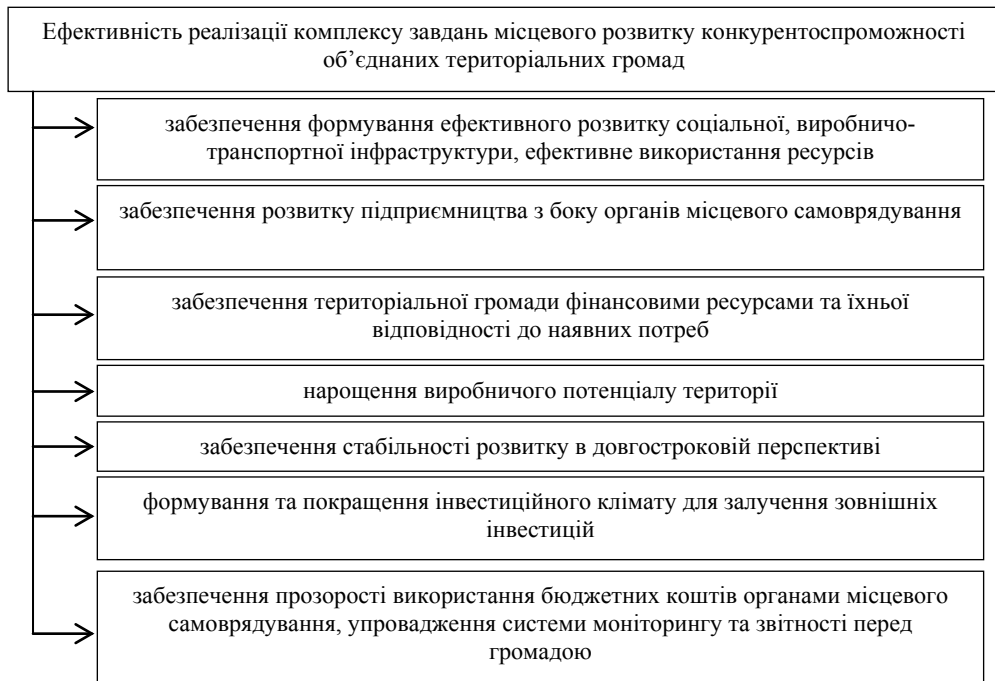 Ефективність реалізації комплексу завдань місцевого розвитку конкурентоспроможності
об’єднаних територіальних громад
забезпечення формування ефективного розвитку соціальної, виробничо-
транспортної інфраструктури, ефективне використання ресурсів
забезпечення розвитку підприємництва з боку органів місцевого самоврядування
забезпечення територіальної громади фінансовими ресурсами та їхньої
відповідності до наявних потреб
нарощення виробничого потенціалу території
забезпечення стабільності розвитку в довгостроковій перспективі
формування та покращення інвестиційного клімату для залучення зовнішніх
інвестицій
забезпечення прозорості використання бюджетних коштів органами місцевого
самоврядування, упровадження системи моніторингу та звітності перед
громадою